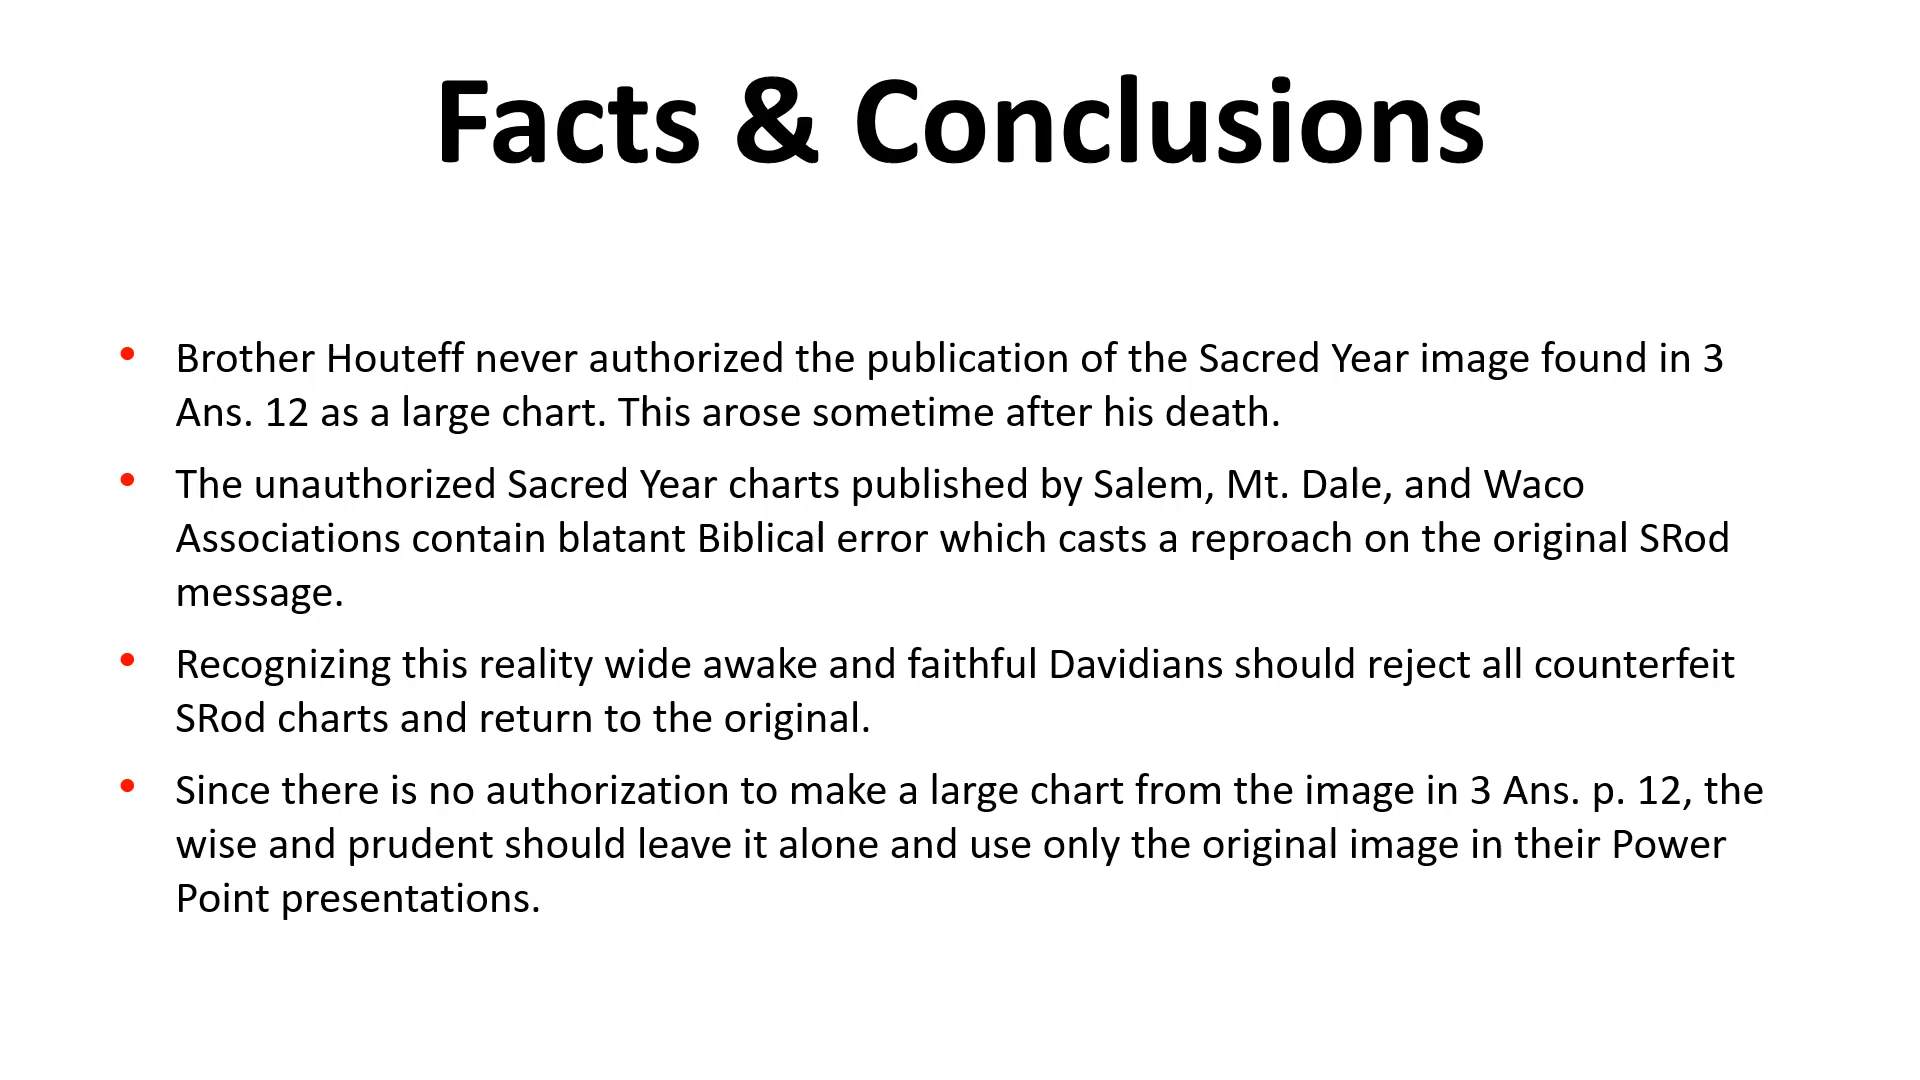 Facts & Conclusions
• Brother Houteff never authorized the publication of the Sacred Year image found in 3
Ans. 12 as a large chart. This arose sometime after his death.
• The unauthorized Sacred Year charts published by Salem, Mt. Dale, and Waco
Associations contain blatant Biblical error which casts a reproach on the original SRod
message.
• Recognizing this reality wide awake and faithful Davidians should reject all counterfeit
SRod charts and return to the original.
• Since there is no authorization to make a large chart from the image in 3 Ans. p. 12, the
wise and prudent should leave it alone and use only the original image in their Power
Point presentations.